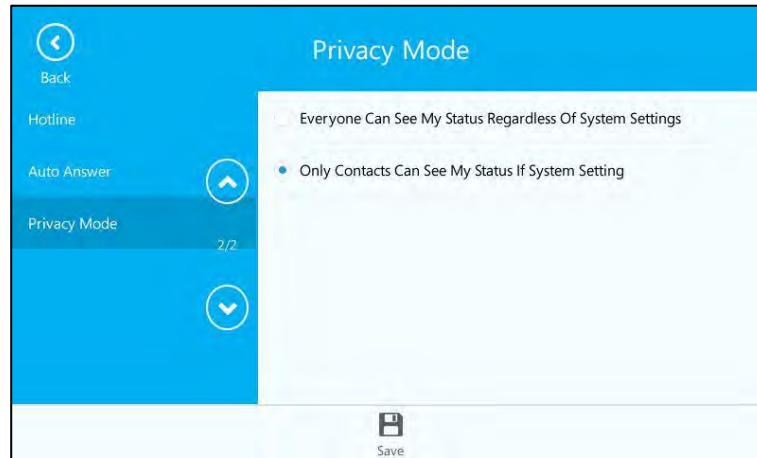 Privacy Mode
Back
Hotline
Auto Answer
Privacy Mode
2/2
Everyone Can See My Status Regardless Of System Settings
Only Contacts Can See My Status If System Setting
Save